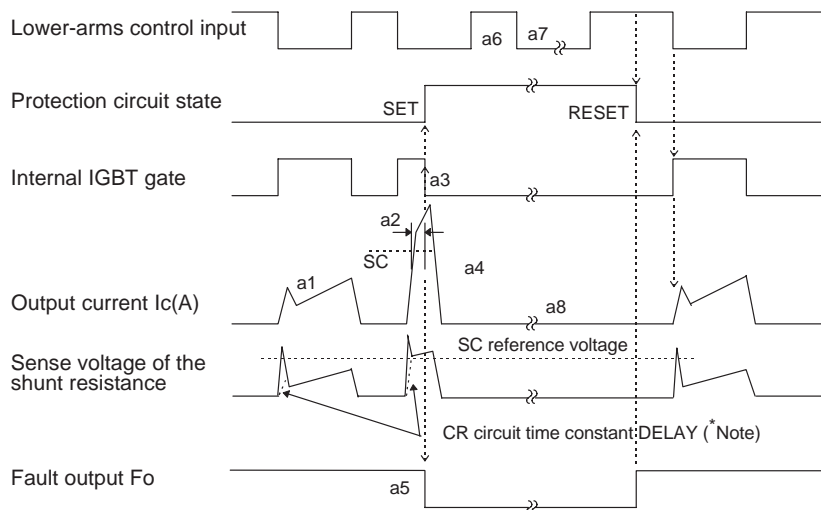 Lower-arms control input
a6
a7
Protection circuit state
SET
RESET
Internal IGBT gate
a3
a2
SC
a4
a1
Output current Ic(A)
a8
SC reference voltage
Sense voltage of the
shunt resistance
CR circuit time constant DELAY (*Note)
Fault output Fo
a5